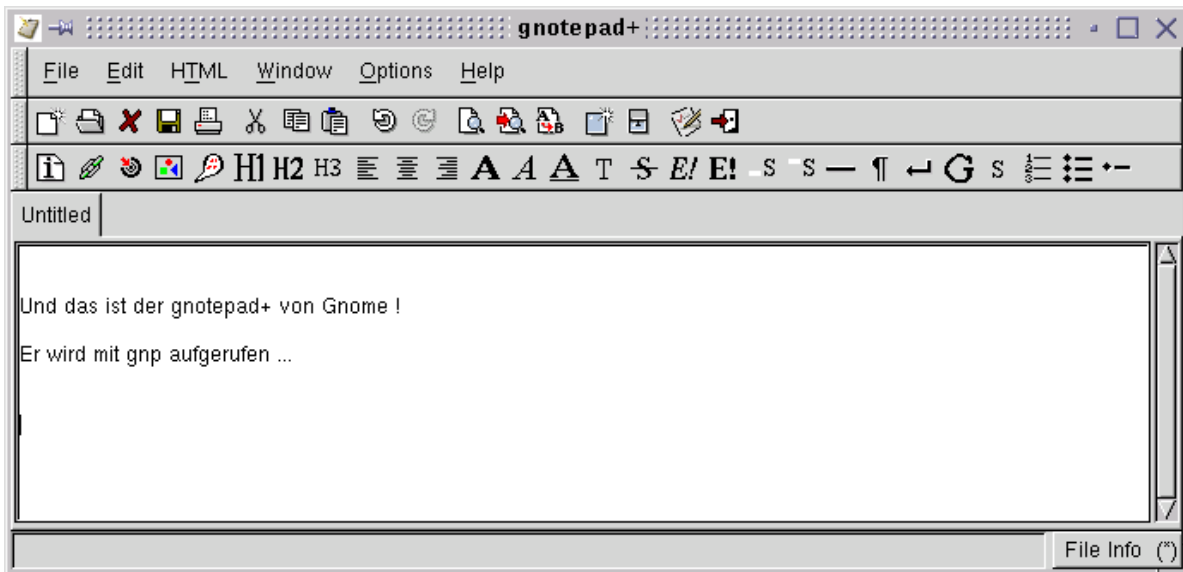 gnotepad+
File Edit HTML Window Options Help
H1 H2 H3 A A A T S E! E! S S ¶ G S
Untitled
Und das ist der gnotepad+ von Gnome !
Er wird mit gnp aufgerufen ...
File Info (*)